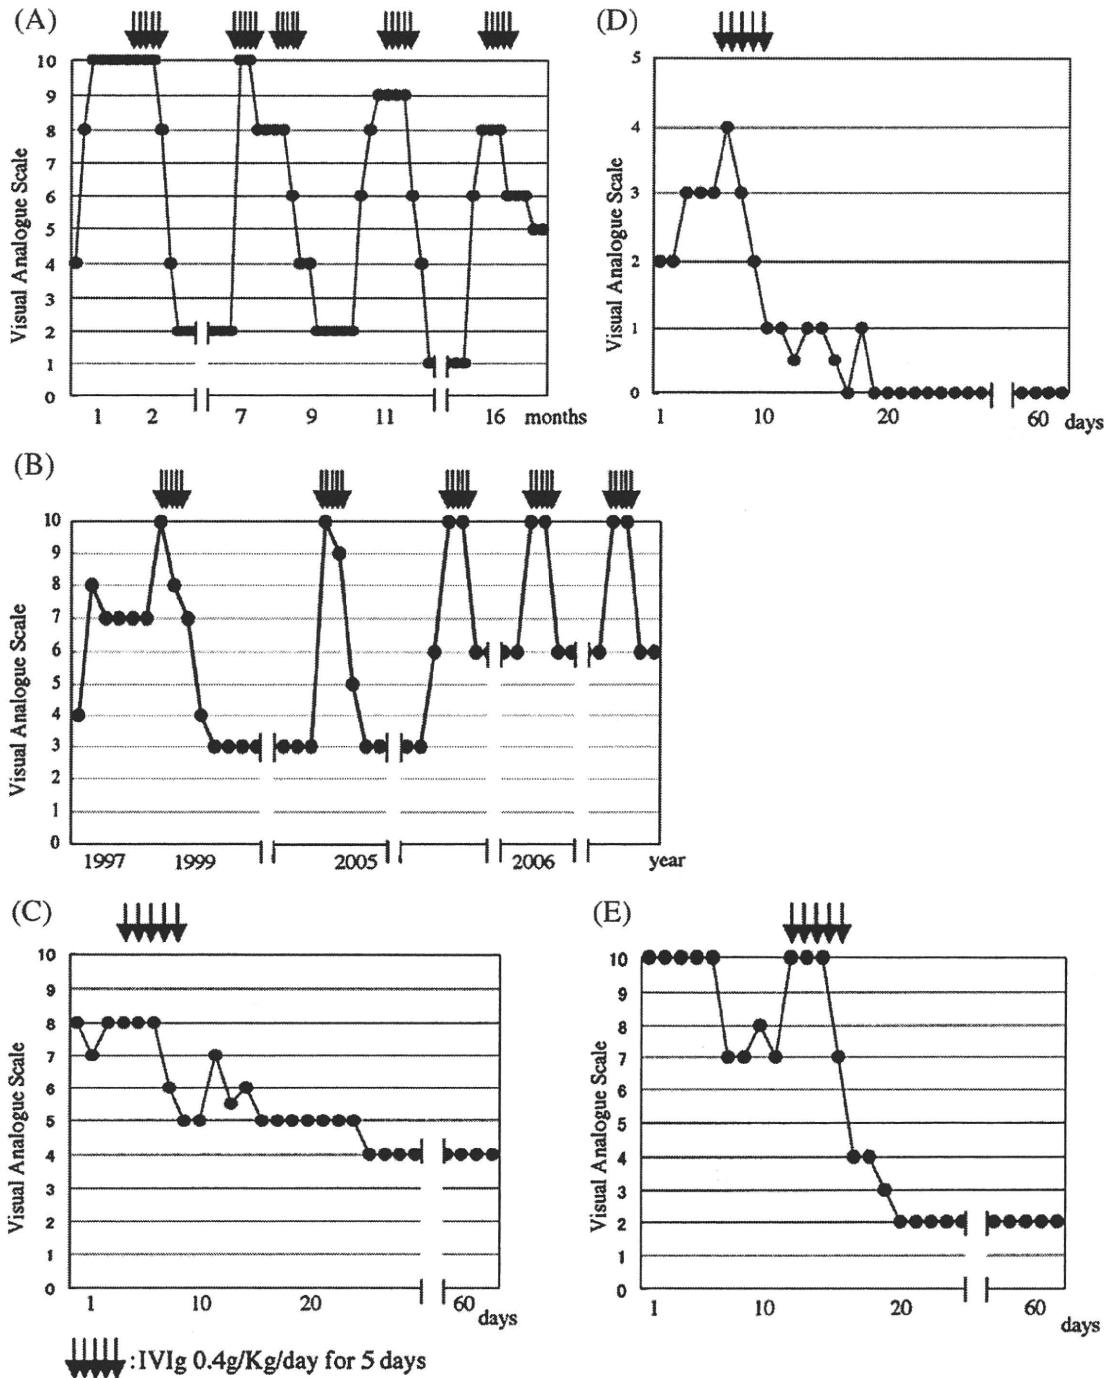 (A)
Visual Analogue Scale
10
9
8
7
6
5
4
3
2
1
0
1 2 7 9 11 16 months
(D)
Visual Analogue Scale
5
4
3
2
1
0
1 10 20 60 days
(B)
Visual Analogue Scale
10
9
8
7
6
5
4
3
2
1
0
1997 1999 2005 2006 year
(C)
Visual Analogue Scale
10
9
8
7
6
5
4
3
2
1
0
1 10 20 60 days
(E)
Visual Analogue Scale
10
9
8
7
6
5
4
3
2
1
0
1 10 20 60
days
:IVIg 0.4g/Kg/day for 5 days